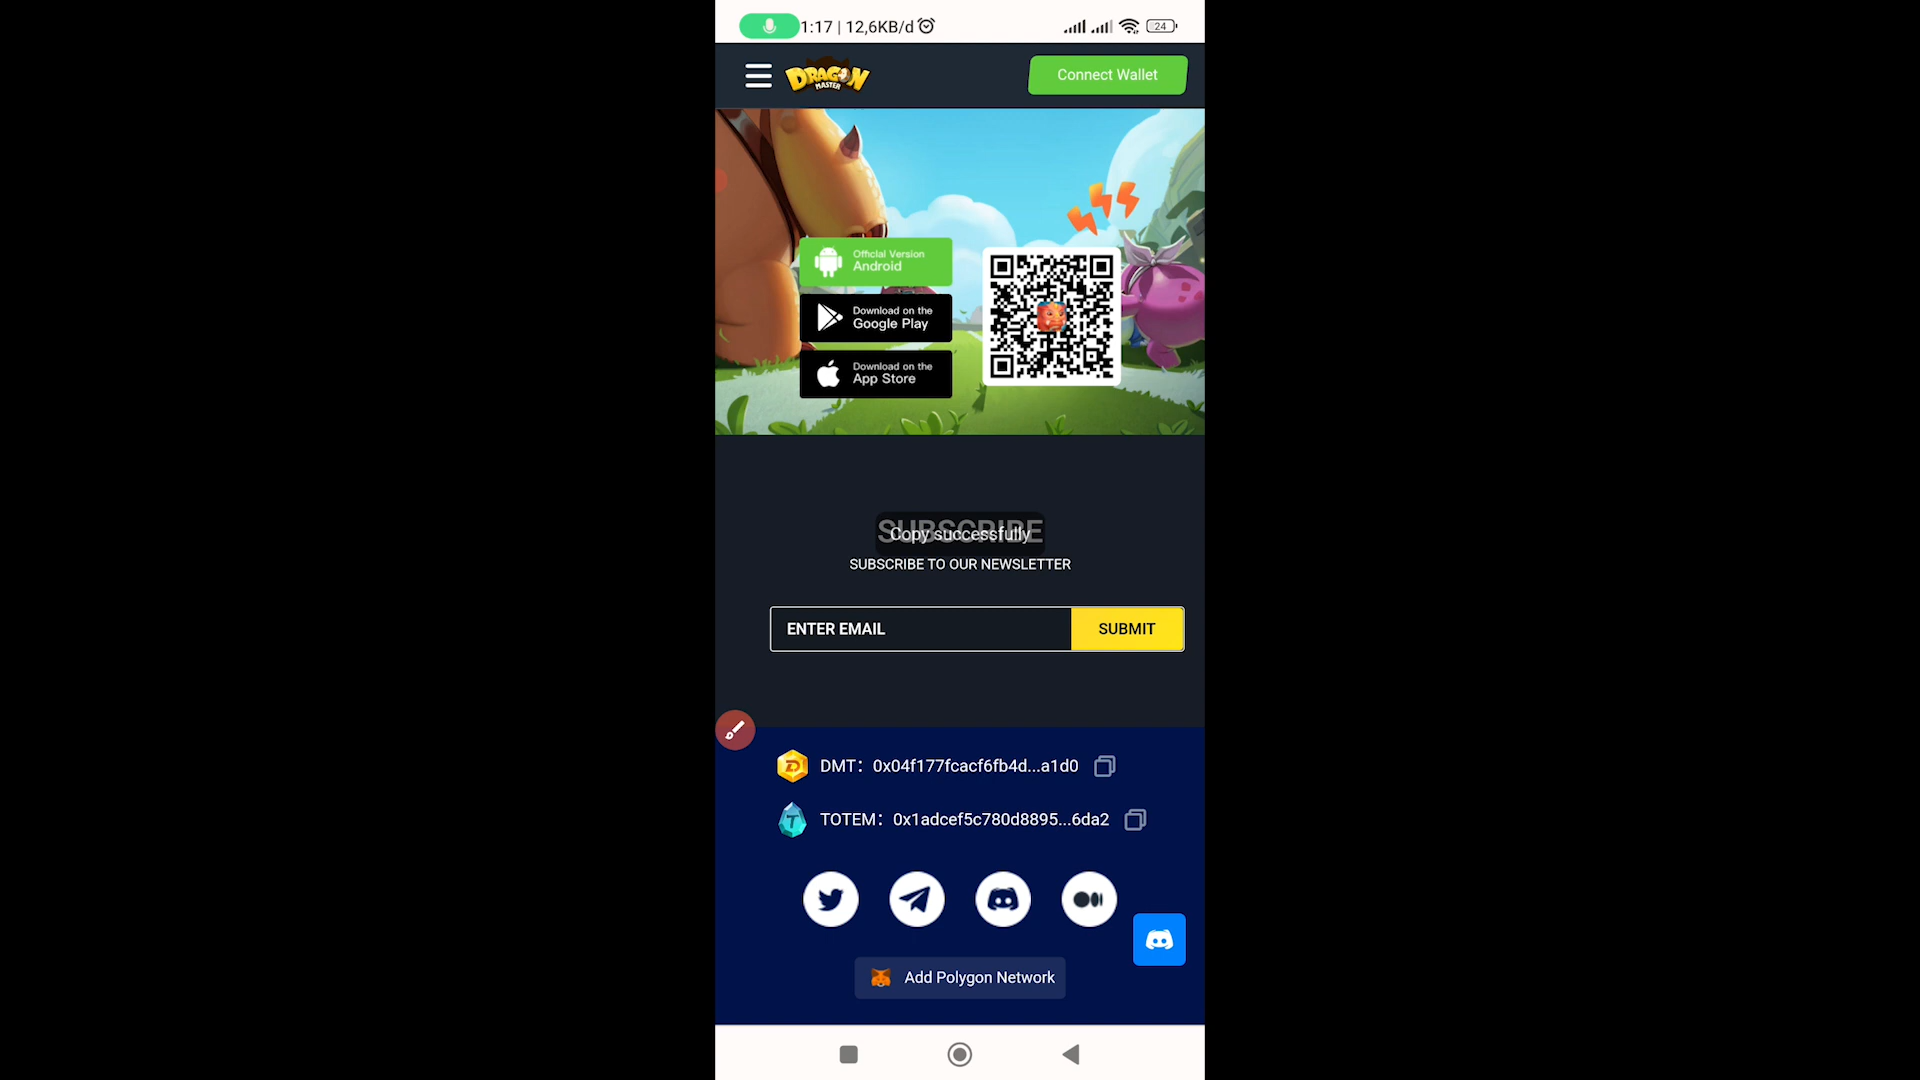 1:17 | 12,6KB/d
24
DRAGON
MASTER
Connect Wallet
Official Version
Android
Download on the
Google Play
Download on the
App Store
SUBSCRIBE
Copy successfully
SUBSCRIBE TO OUR NEWSLETTER
ENTER EMAIL
SUBMIT
DMT: 0x04f177fcacf6fb4d...a1d0
TOTEM: 0x1adcef5c780d8895...6da2
Add Polygon Network